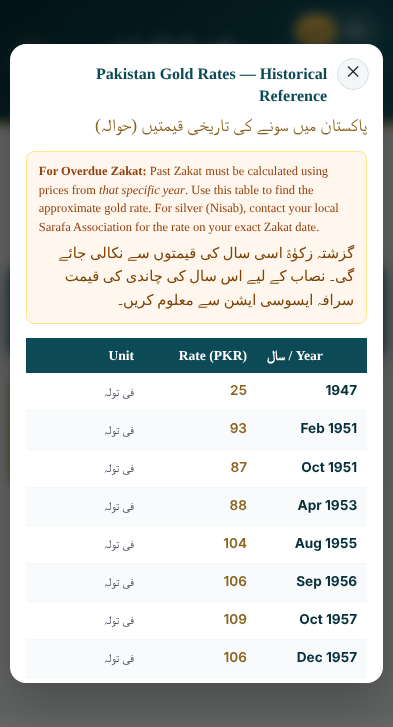 Pakistan Gold Rates — Historical
Reference
پاکستان میں سونے کی تاریخی قیمتیں (حوالہ)
For Overdue Zakat: Past Zakat must be calculated using
prices from that specific year. Use this table to find the
approximate gold rate. For silver (Nisab), contact your local
Sarafa Association for the rate on your exact Zakat date.
گزشتہ زکوٰۃ اسی سال کی قیمتوں سے نکالی جائے
گی۔ نصاب کے لیے اس سال کی چاندی کی قیمت
سرافہ ایسوسی ایشن سے معلوم کریں۔
سال / Year Rate (PKR) Unit
1947 25 فی تولہ
Feb 1951 93 فی تولہ
Oct 1951 87 فی تولہ
Apr 1953 88 فی تولہ
Aug 1955 104 فی تولہ
Sep 1956 106 فی تولہ
Oct 1957 109 فی تولہ
Dec 1957 106 فی تولہ